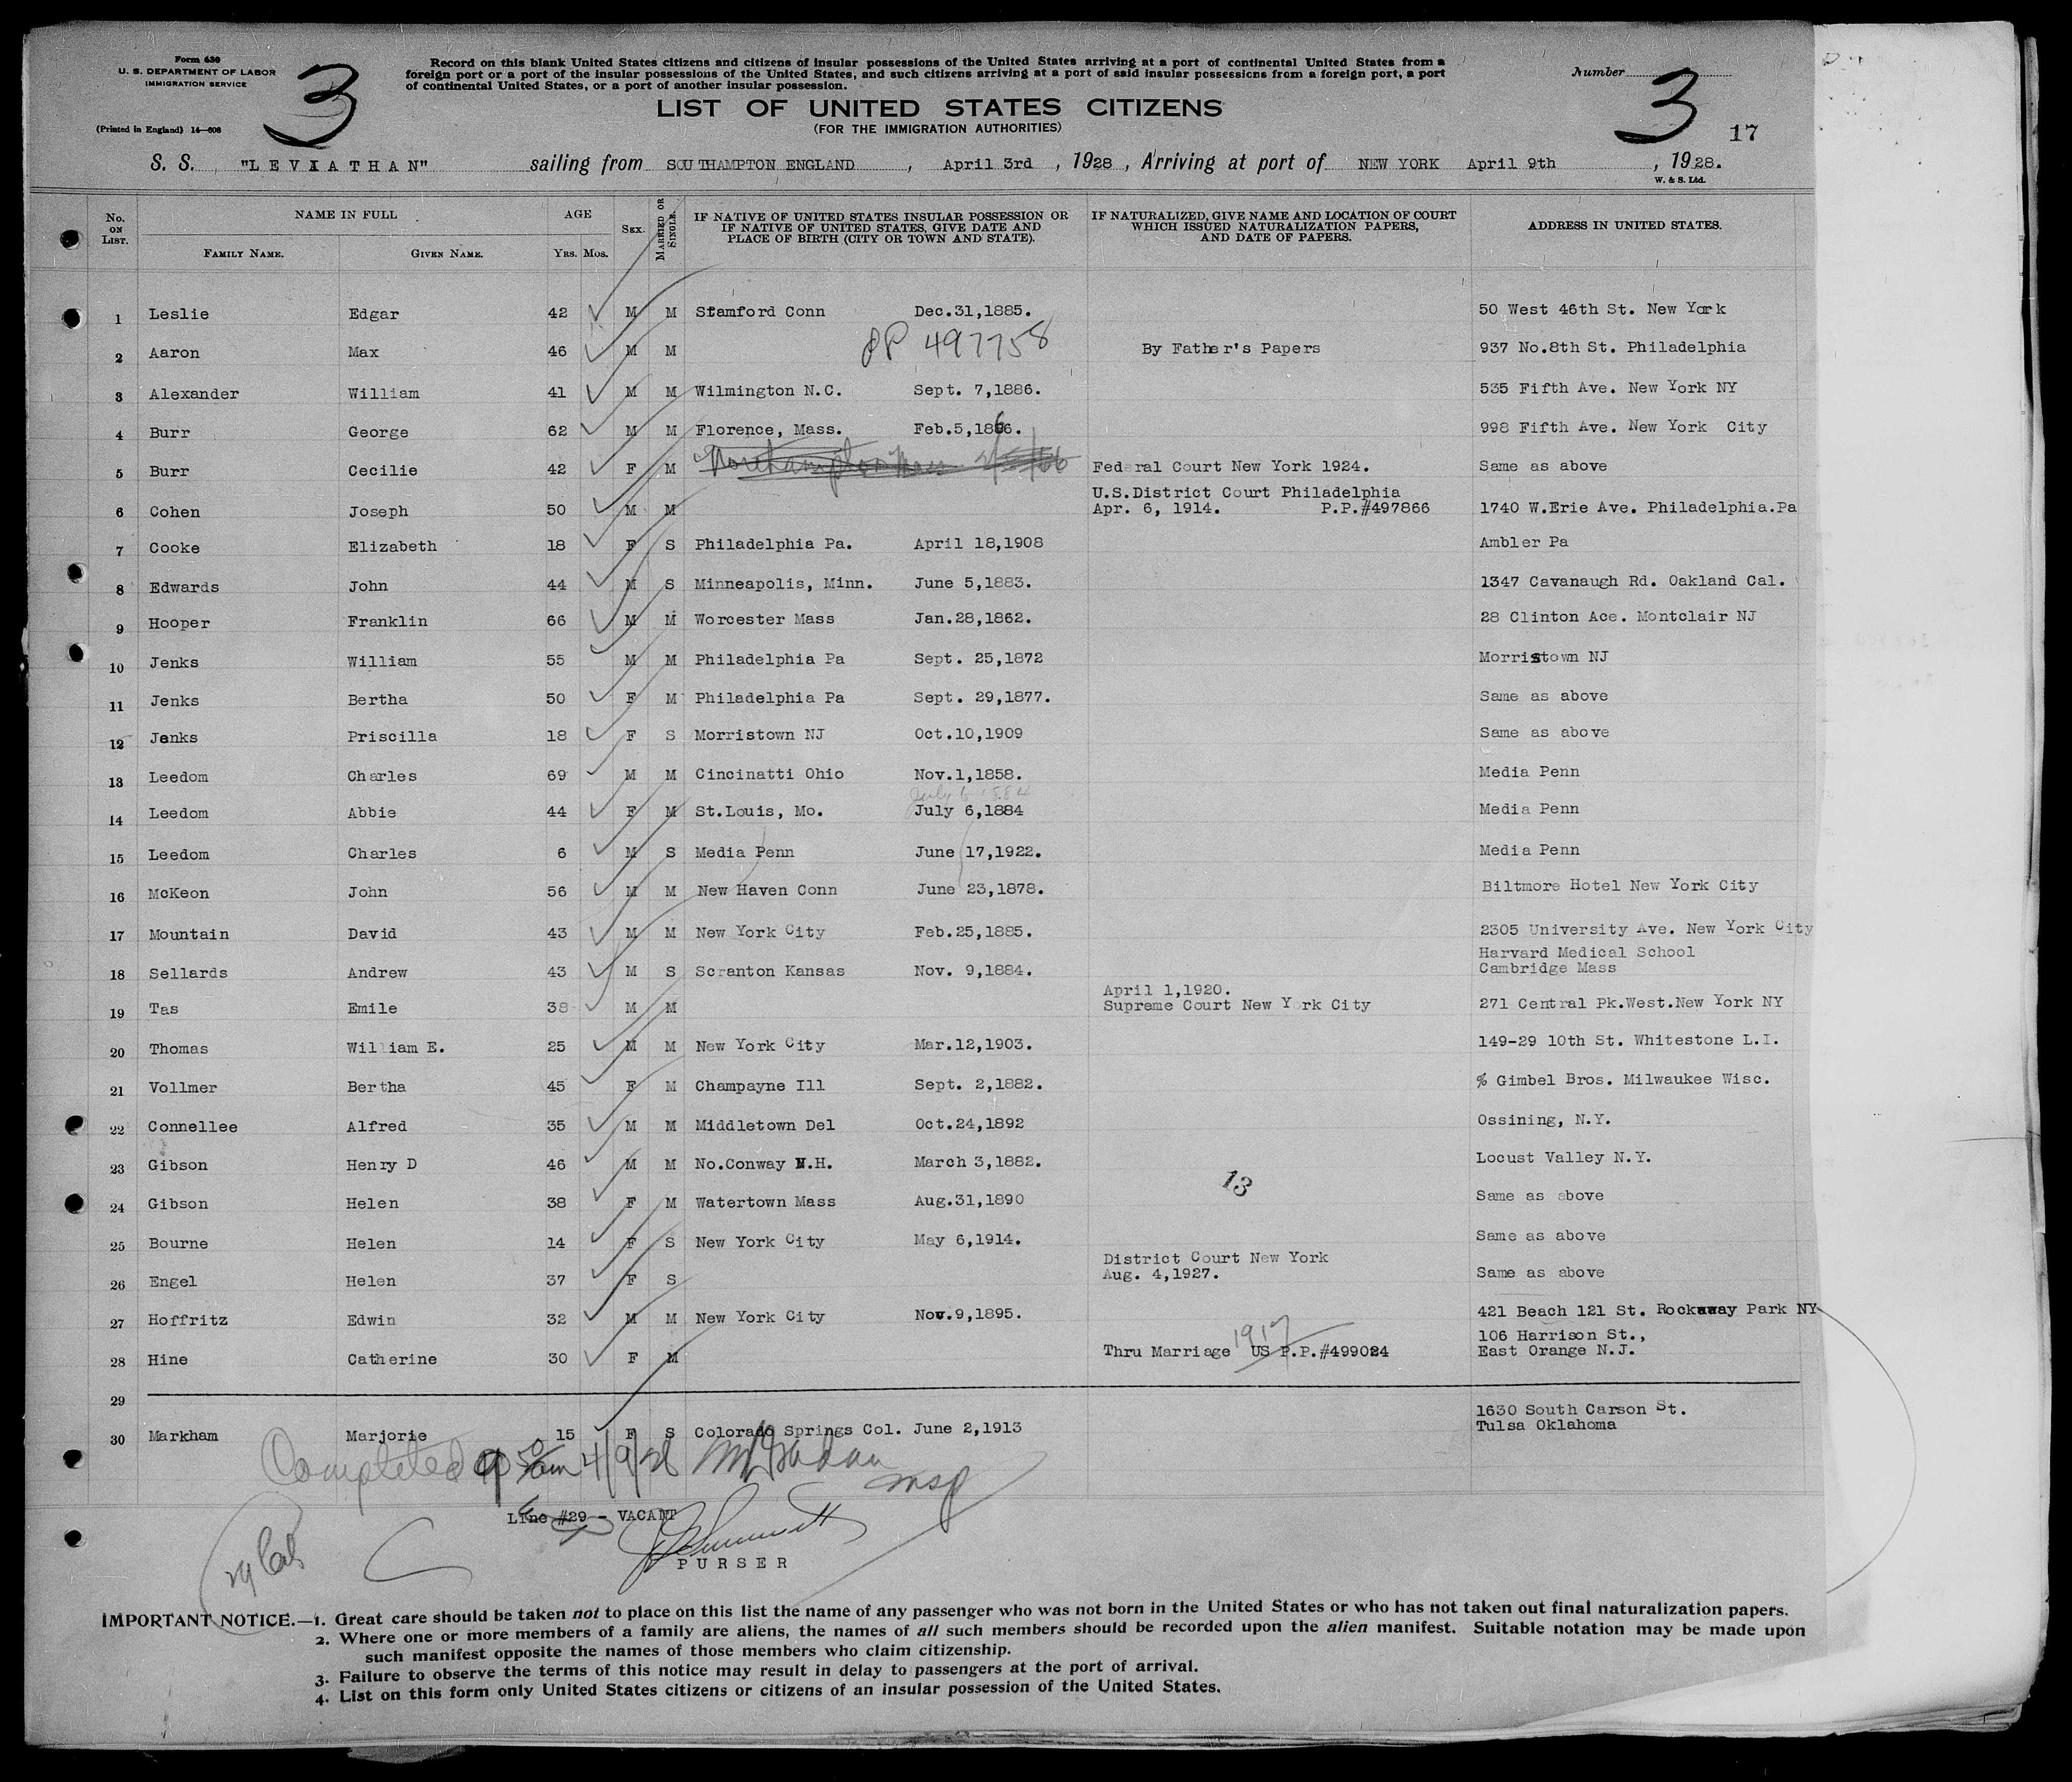 Form 630
U. S. DEPARTMENT OF LABOR
IMMIGRATION SERVICE
(Printed in England) 14—608
3
Record on this blank United States citizens and citizens of insular possessions of the United States arriving at a port of continental United States from a
foreign port or a port of the insular possessions of the United States, and such citizens arriving at a port of said insular possessions from a foreign port, a port
of continental United States, or a port of another insular possession.
LIST OF UNITED STATES CITIZENS
(FOR THE IMMIGRATION AUTHORITIES)
Number 3
17
S. S. "LEVIATHAN" sailing from SOUTHAMPTON ENGLAND, April 3rd, 1928, Arriving at port of NEW YORK April 9th, 1928.
W. & S. Ltd.
No. ON LIST. NAME IN FULL AGE SEX. MARRIED OR SINGLE. IF NATIVE OF UNITED STATES INSULAR POSSESSION OR IF NATIVE OF UNITED STATES, GIVE DATE AND PLACE OF BIRTH (CITY OR TOWN AND STATE). IF NATURALIZED, GIVE NAME AND LOCATION OF COURT WHICH ISSUED NATURALIZATION PAPERS, AND DATE OF PAPERS. ADDRESS IN UNITED STATES.
FAMILY NAME. GIVEN NAME. YRS. MOS.
1 Leslie Edgar 42 M M Stamford Conn Dec.31,1885. 50 West 46th St. New York
2 Aaron Max 46 M M PP 497758 By Father's Papers 937 No.8th St. Philadelphia
3 Alexander William 41 M M Wilmington N.C. Sept. 7,1886. 535 Fifth Ave. New York NY
4 Burr George 62 M M Florence, Mass. Feb.5,1866. 998 Fifth Ave. New York City
5 Burr Cecilie 42 F M Northampton Mass 2/5/66 Federal Court New York 1924. Same as above
6 Cohen Joseph 50 M M U.S.District Court Philadelphia Apr. 6, 1914. P.P.#497866 1740 W.Erie Ave. Philadelphia.Pa
7 Cooke Elizabeth 18 F S Philadelphia Pa. April 18,1908 Ambler Pa
8 Edwards John 44 M S Minneapolis, Minn. June 5,1883. 1347 Cavanaugh Rd. Oakland Cal.
9 Hooper Franklin 66 M M Worcester Mass Jan.28,1862. 28 Clinton Ace. Montclair NJ
10 Jenks William 55 M M Philadelphia Pa Sept. 25,1872 Morristown NJ
11 Jenks Bertha 50 F M Philadelphia Pa Sept. 29,1877. Same as above
12 Jenks Priscilla 18 F S Morristown NJ Oct.10,1909 Same as above
13 Leedom Charles 69 M M Cincinatti Ohio Nov.1,1858. Media Penn
July 6 1884
14 Leedom Abbie 44 F M St.Louis, Mo. July 6,1884 Media Penn
15 Leedom Charles 6 M S Media Penn June 17,1922. Media Penn
16 McKeon John 56 M M New Haven Conn June 23,1878. Biltmore Hotel New York City
17 Mountain David 43 M M New York City Feb.25,1885. 2305 University Ave. New York City
18 Sellards Andrew 43 M S Scranton Kansas Nov. 9,1884. Harvard Medical School Cambridge Mass
19 Tas Emile 38 M M April 1,1920. Supreme Court New York City 271 Central Pk.West.New York NY
20 Thomas William E. 25 M M New York City Mar.12,1903. 149-29 10th St. Whitestone L.I.
21 Vollmer Bertha 45 F M Champayne Ill Sept. 2,1882. % Gimbel Bros. Milwaukee Wisc.
22 Connellee Alfred 35 M M Middletown Del Oct.24,1892 Ossining, N.Y.
23 Gibson Henry D 46 M M No.Conway N.H. March 3,1882. Locust Valley N.Y.
13
24 Gibson Helen 38 F M Watertown Mass Aug.31,1890 Same as above
25 Bourne Helen 14 F S New York City May 6,1914. Same as above
26 Engel Helen 37 F S District Court New York Aug. 4,1927. Same as above
27 Hoffritz Edwin 32 M M New York City Nov.9,1895. 421 Beach 121 St. Rockaway Park NY
28 Hine Catherine 30 F M Thru Marriage 1917 US P.P.#499024 106 Harrison St., East Orange N.J.
29
30 Markham Marjorie 15 F S Colorado Springs Col. June 2,1913 1630 South Carson St. Tulsa Oklahoma
Completed 9 50 am 4/9/28
Line #29 - VACANT
PURSER
IMPORTANT NOTICE.—1. Great care should be taken not to place on this list the name of any passenger who was not born in the United States or who has not taken out final naturalization papers.
2. Where one or more members of a family are aliens, the names of all such members should be recorded upon the alien manifest. Suitable notation may be made upon
such manifest opposite the names of those members who claim citizenship.
3. Failure to observe the terms of this notice may result in delay to passengers at the port of arrival.
4. List on this form only United States citizens or citizens of an insular possession of the United States.